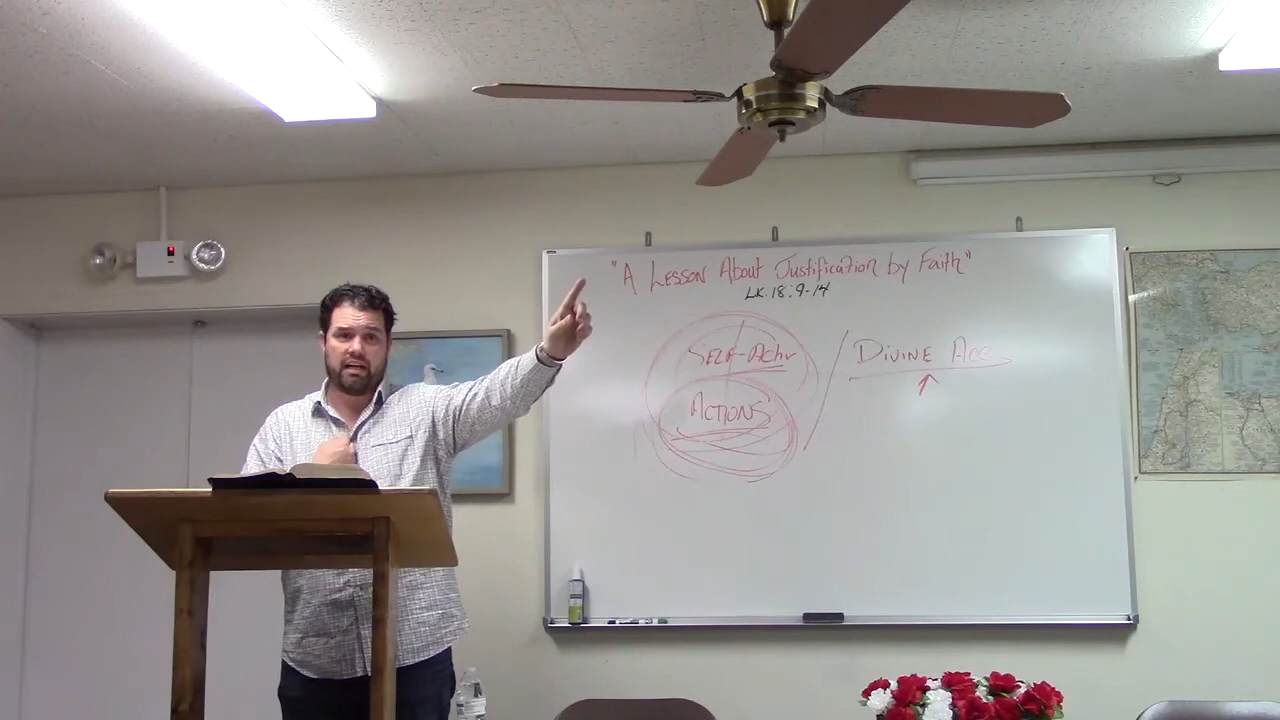 "A Lesson About Justification by Faith"
LK. 18:9-14
SELF-Achv / DIVINE Acc
ACTIONS